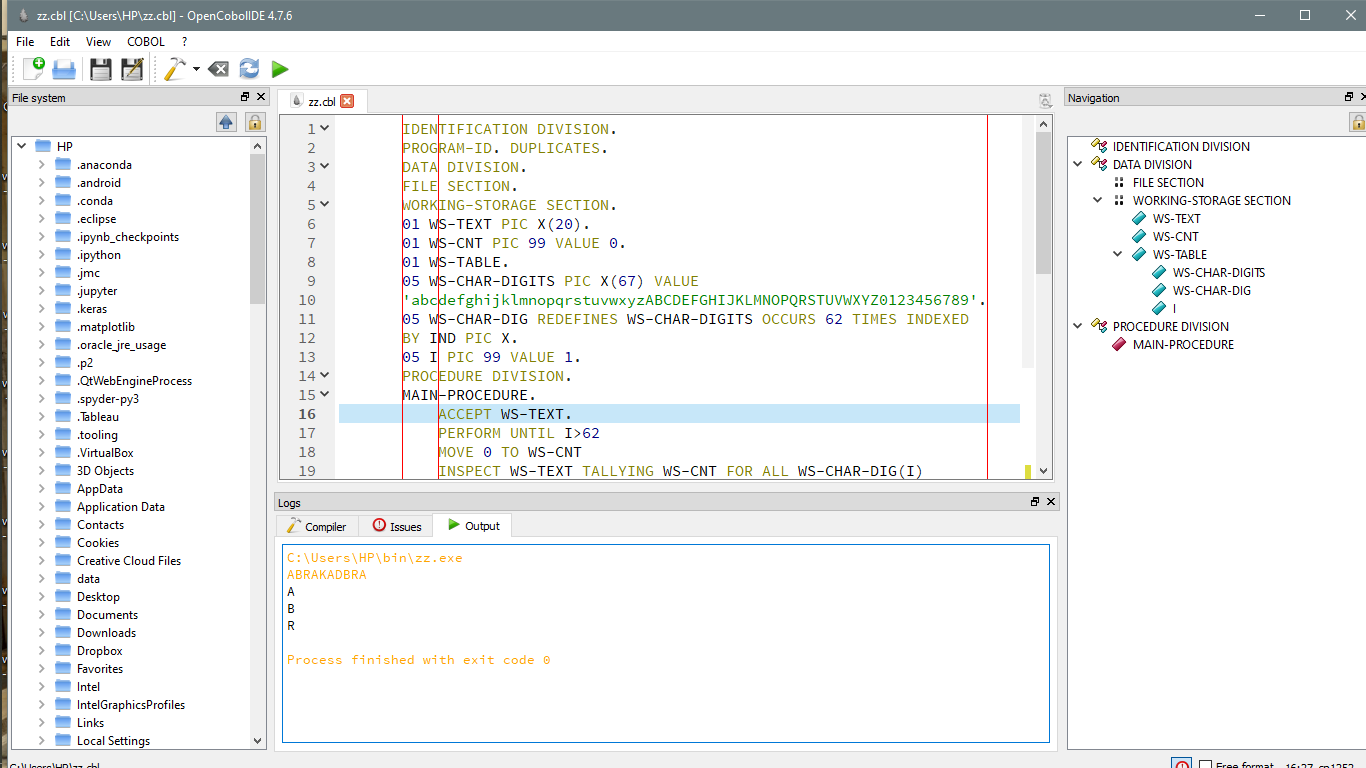 zz.cbl [C:\Users\HP\zz.cbl] - OpenCobolIDE 4.7.6
File Edit View COBOL ?
File system
HP
.anaconda
.android
.conda
.eclipse
.ipynb_checkpoints
.ipython
.jmc
.jupyter
.keras
.matplotlib
.oracle_jre_usage
.p2
.QtWebEngineProcess
.spyder-py3
.Tableau
.tooling
.VirtualBox
3D Objects
AppData
Application Data
Contacts
Cookies
Creative Cloud Files
data
Desktop
Documents
Downloads
Dropbox
Favorites
Intel
IntelGraphicsProfiles
Links
Local Settings
zz.cbl
1 IDENTIFICATION DIVISION.
2 PROGRAM-ID. DUPLICATES.
3 DATA DIVISION.
4 FILE SECTION.
5 WORKING-STORAGE SECTION.
6 01 WS-TEXT PIC X(20).
7 01 WS-CNT PIC 99 VALUE 0.
8 01 WS-TABLE.
9 05 WS-CHAR-DIGITS PIC X(67) VALUE
10 'abcdefghijklmnopqrstuvwxyzABCDEFGHIJKLMNOPQRSTUVWXYZ0123456789'.
11 05 WS-CHAR-DIG REDEFINES WS-CHAR-DIGITS OCCURS 62 TIMES INDEXED
12 BY IND PIC X.
13 05 I PIC 99 VALUE 1.
14 PROCEDURE DIVISION.
15 MAIN-PROCEDURE.
16 ACCEPT WS-TEXT.
17 PERFORM UNTIL I>62
18 MOVE 0 TO WS-CNT
19 INSPECT WS-TEXT TALLYING WS-CNT FOR ALL WS-CHAR-DIG(I)
Logs
Compiler Issues Output
C:\Users\HP\bin\zz.exe
ABRAKADBRA
A
B
R
Process finished with exit code 0
Navigation
IDENTIFICATION DIVISION
DATA DIVISION
FILE SECTION
WORKING-STORAGE SECTION
WS-TEXT
WS-CNT
WS-TABLE
WS-CHAR-DIGITS
WS-CHAR-DIG
I
PROCEDURE DIVISION
MAIN-PROCEDURE
C:\Users\HP\zz.cbl
Free format 16:27 cp1252